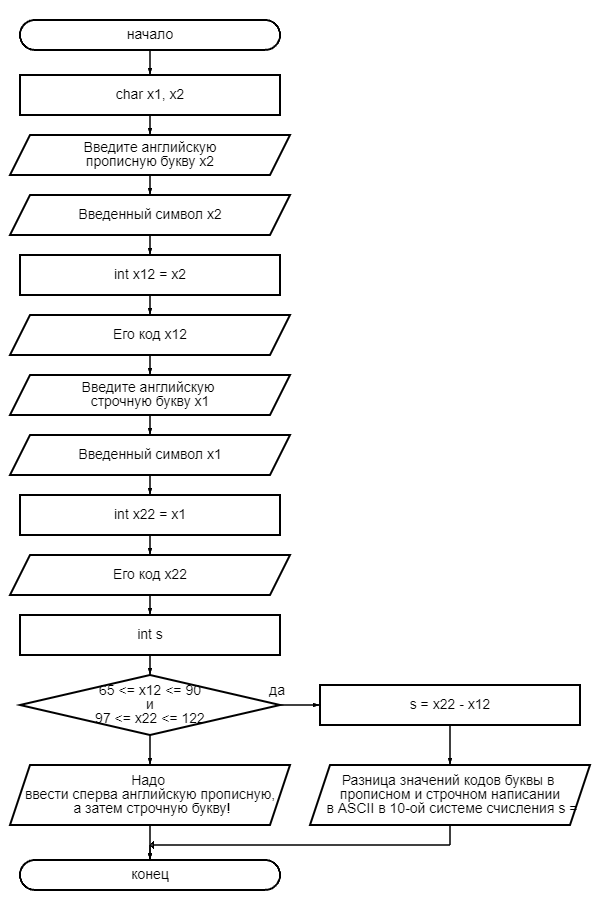 начало
char x1, x2
Введите английскую
прописную букву x2
Введенный символ x2
int x12 = x2
Его код x12
Введите английскую
строчную букву x1
Введенный символ x1
int x22 = x1
Его код x22
int s
65 <= x12 <= 90
и
97 <= x22 <= 122
да
s = x22 - x12
Надо
ввести сперва английскую прописную,
а затем строчную букву!
Разница значений кодов буквы в
прописном и строчном написании
в ASCII в 10-ой системе счисления s =
конец